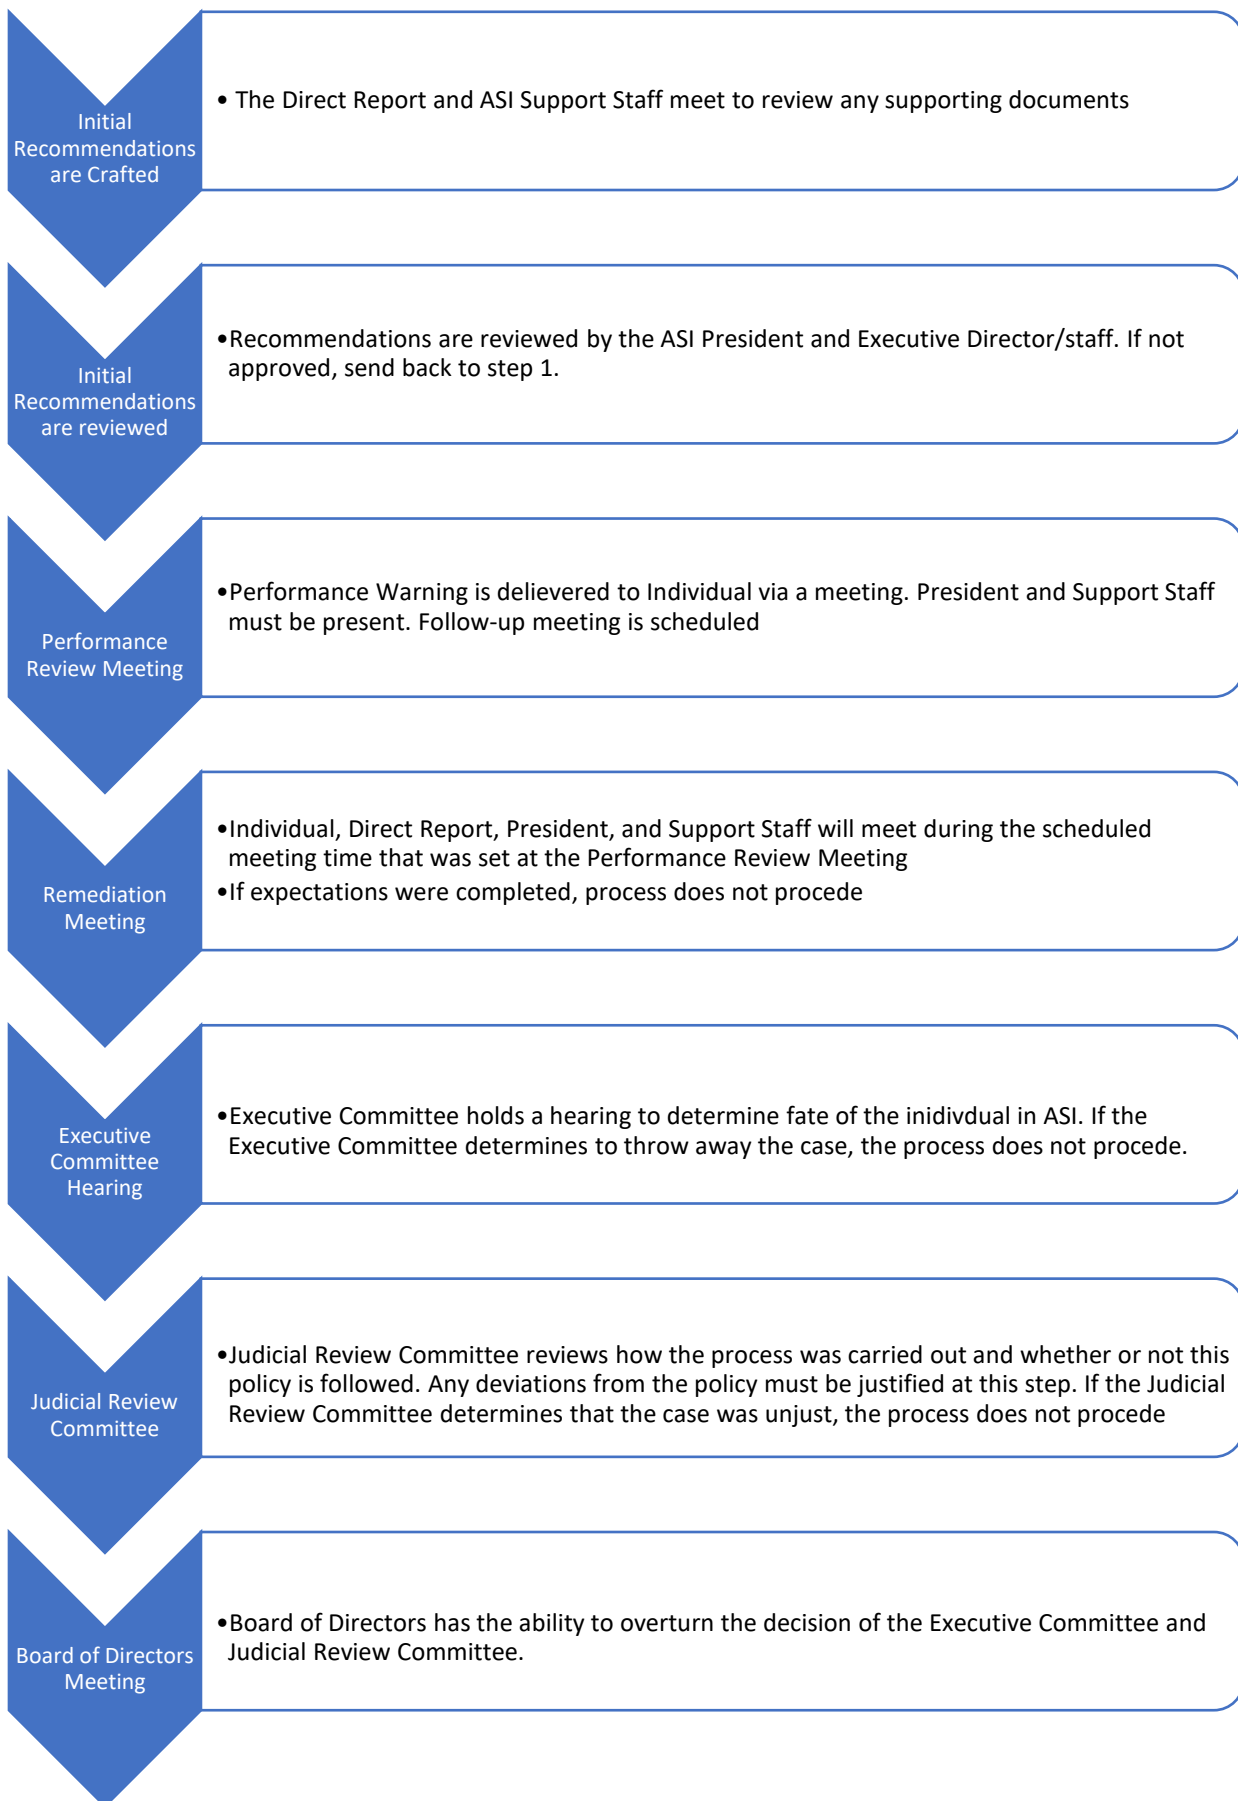 Initial
Recommendations
are Crafted
• The Direct Report and ASI Support Staff meet to review any supporting documents
Initial
Recommendations
are reviewed
•Recommendations are reviewed by the ASI President and Executive Director/staff. If not
approved, send back to step 1.
Performance
Review Meeting
•Performance Warning is delievered to Individual via a meeting. President and Support Staff
must be present. Follow-up meeting is scheduled
Remediation
Meeting
•Individual, Direct Report, President, and Support Staff will meet during the scheduled
meeting time that was set at the Performance Review Meeting
•If expectations were completed, process does not procede
Executive
Committee
Hearing
•Executive Committee holds a hearing to determine fate of the inidivdual in ASI. If the
Executive Committee determines to throw away the case, the process does not procede.
Judicial Review
Committee
•Judicial Review Committee reviews how the process was carried out and whether or not this
policy is followed. Any deviations from the policy must be justified at this step. If the Judicial
Review Committee determines that the case was unjust, the process does not procede
Board of Directors
Meeting
•Board of Directors has the ability to overturn the decision of the Executive Committee and
Judicial Review Committee.